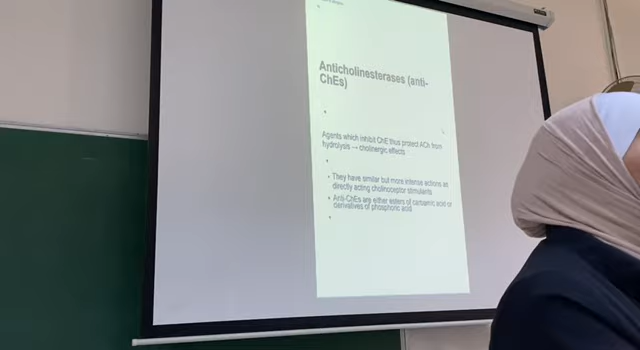 Anticholinesterases (anti-
ChEs)
Agents which inhibit ChE thus protect ACh from
hydrolysis → cholinergic effects
• They have similar but more intense actions as
directly acting cholinoceptor stimulants
• Anti-ChEs are either esters of carbamic acid or
derivatives of phosphoric acid